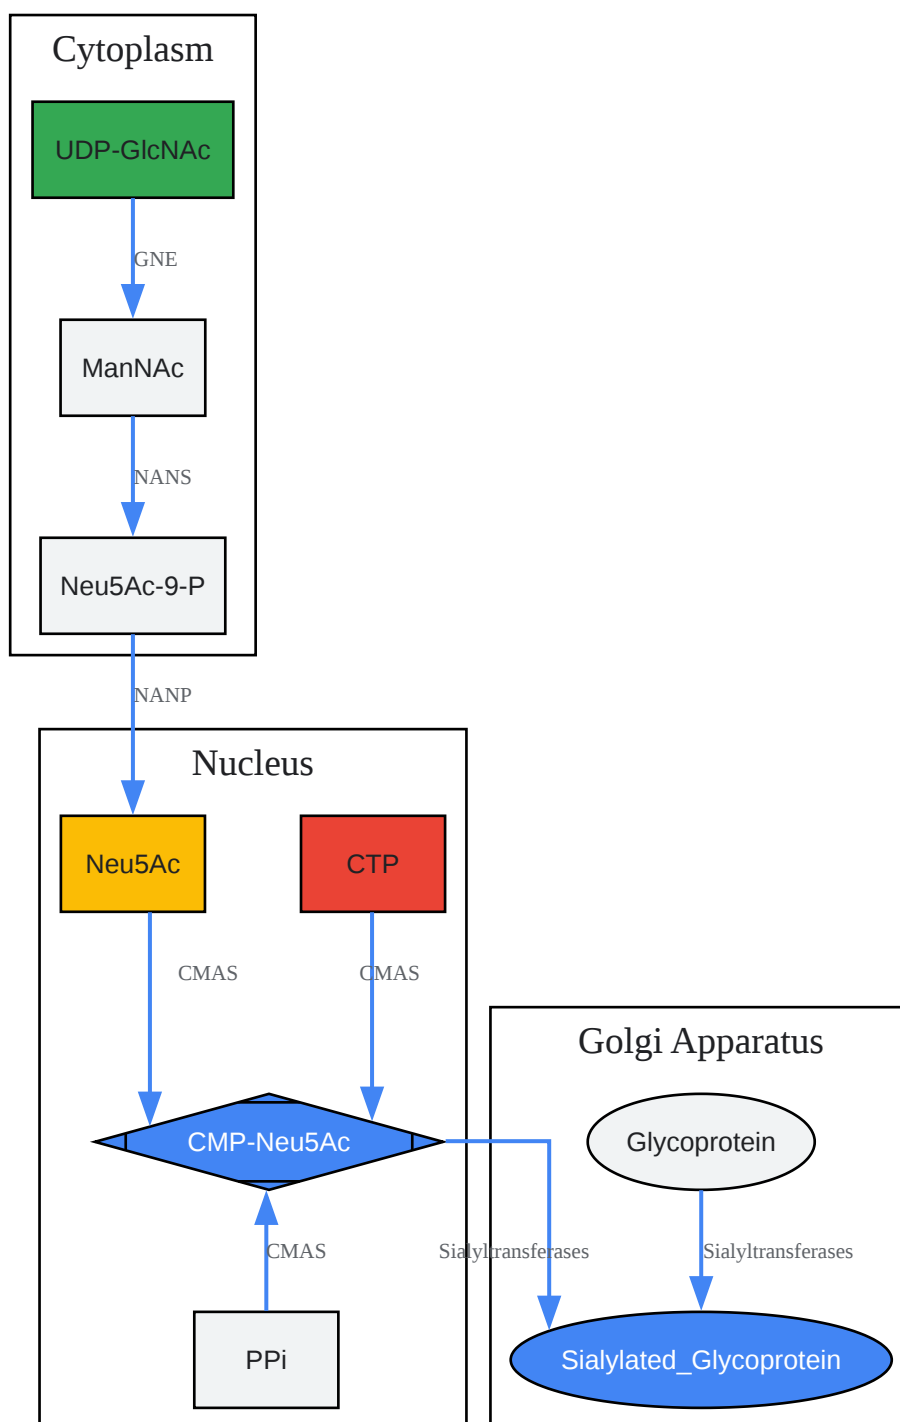 Cytoplasm
UDP-GlcNAc
GNE
ManNAc
NANS
Neu5Ac-9-P
NANP
Nucleus
Neu5Ac
CTP
CMAS
CMAS
CMP-Neu5Ac
CMAS
PPi
Golgi Apparatus
Glycoprotein
Sialyltransferases
Sialyltransferases
Sialylated_Glycoprotein